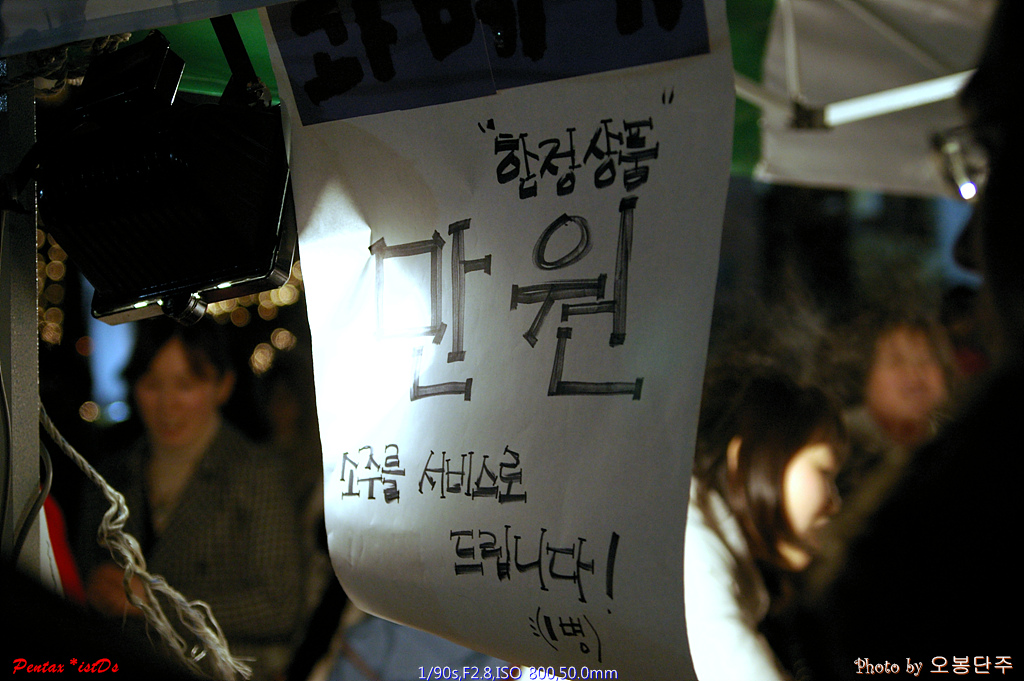 "한정상품"
만원
소주를 서비스로
드립니다!
(1병)
Pentax *istDs
1/90s,F2.8,ISO 800,50.0mm
Photo by 오봉단주